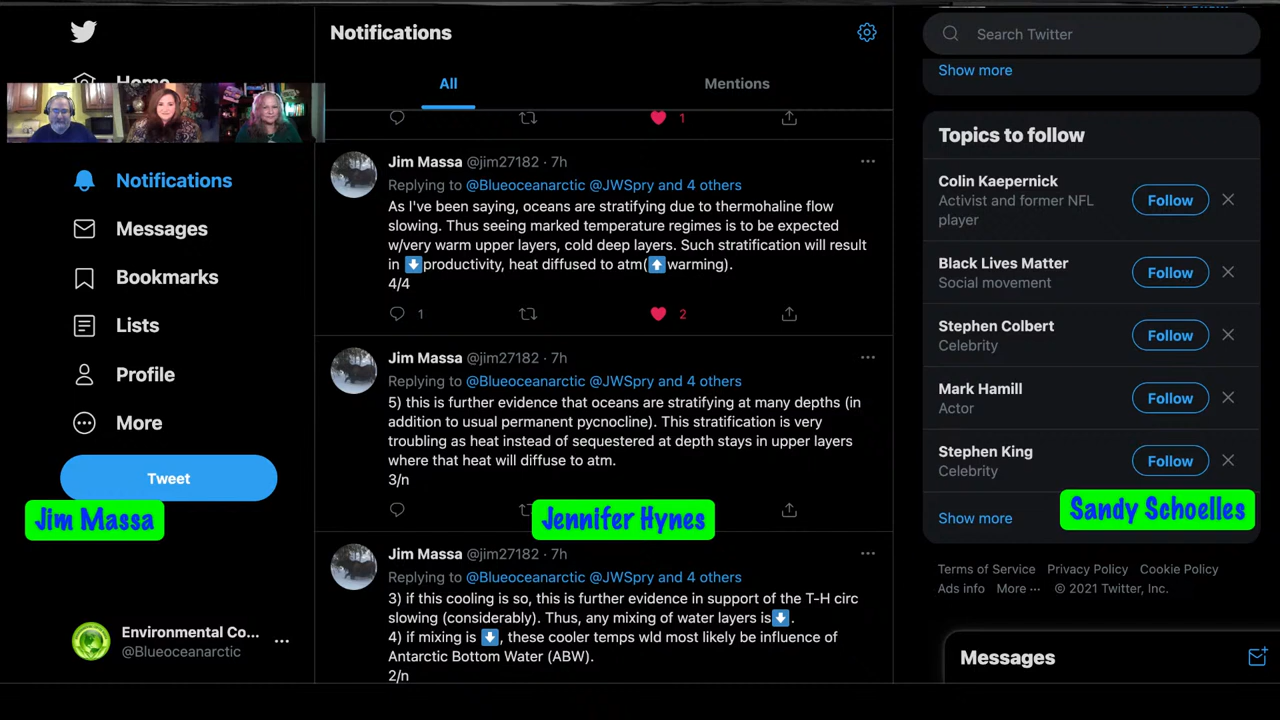 Home
Notifications
Messages
Bookmarks
Lists
Profile
More
Tweet
Jim Massa
Environmental Co...
@Blueoceanarctic
Notifications
All
Mentions
1
Jim Massa @jim27182 · 7h
Replying to @Blueoceanarctic @JWSpry and 4 others
As I've been saying, oceans are stratifying due to thermohaline flow
slowing. Thus seeing marked temperature regimes is to be expected
w/very warm upper layers, cold deep layers. Such stratification will result
in ⬇️productivity, heat diffused to atm(⬆️warming).
4/4
1
2
Jim Massa @jim27182 · 7h
Replying to @Blueoceanarctic @JWSpry and 4 others
5) this is further evidence that oceans are stratifying at many depths (in
addition to usual permanent pycnocline). This stratification is very
troubling as heat instead of sequestered at depth stays in upper layers
where that heat will diffuse to atm.
3/n
Jennifer Hynes
Jim Massa @jim27182 · 7h
Replying to @Blueoceanarctic @JWSpry and 4 others
3) if this cooling is so, this is further evidence in support of the T-H circ
slowing (considerably). Thus, any mixing of water layers is⬇️.
4) if mixing is ⬇️, these cooler temps wld most likely be influence of
Antarctic Bottom Water (ABW).
2/n
Search Twitter
Show more
Topics to follow
Colin Kaepernick
Activist and former NFL
player
Follow
Black Lives Matter
Social movement
Follow
Stephen Colbert
Celebrity
Follow
Mark Hamill
Actor
Follow
Stephen King
Celebrity
Follow
Sandy Schoelles
Show more
Terms of Service Privacy Policy Cookie Policy
Ads info More ··· © 2021 Twitter, Inc.
Messages